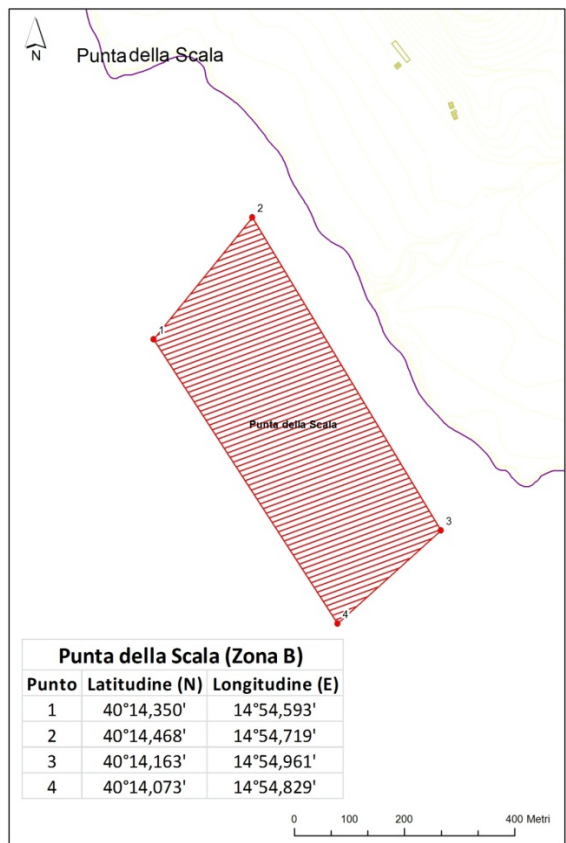 N
Punta della Scala
2
1
Punta della Scala
3
4
Punta della Scala (Zona B)
Punto Latitudine (N) Longitudine (E)
1 40°14,350' 14°54,593'
2 40°14,468' 14°54,719'
3 40°14,163' 14°54,961'
4 40°14,073' 14°54,829'
0 100 200 400 Metri